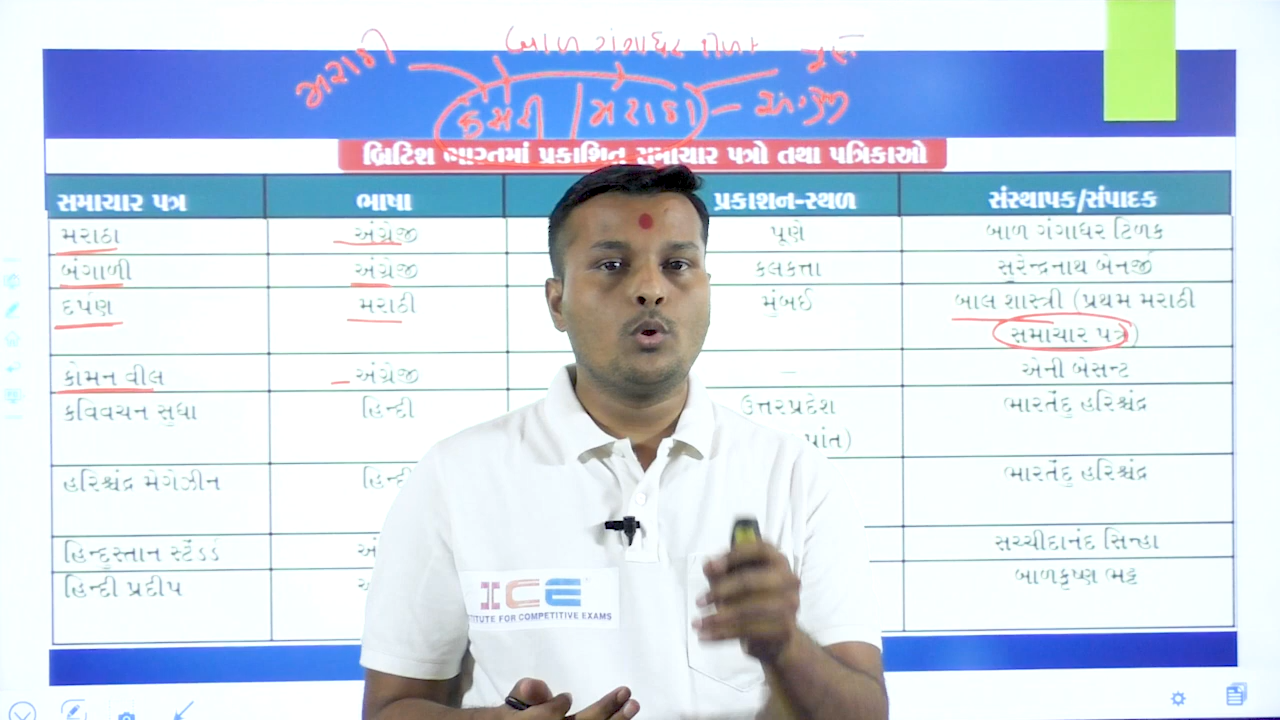 બાળ ગંગાધર
મરાઠી
કેસરી / મરાઠા
બ્રિટિશ ભારતમાં પ્રકાશિત સમાચાર પત્રો તથા પત્રિકાઓ
સમાચાર પત્ર ભાષા પ્રકાશન-સ્થળ સંસ્થાપક/સંપાદક
મરાઠા અંગ્રેજી પૂણે બાળ ગંગાધર ટિળક
બંગાળી અંગ્રેજી કલકત્તા સુરેન્દ્રનાથ બેનર્જી
દર્પણ મરાઠી મુંબઈ બાલ શાસ્ત્રી (પ્રથમ મરાઠી
સમાચાર પત્ર)
કોમન વીલ અંગ્રેજી – એની બેસન્ટ
કવિવચન સુધા હિન્દી ઉત્તરપ્રદેશ ભારતેંદુ હરિશ્ચંદ્ર
હરિશ્ચંદ્ર મેગેઝીન ભારતેંદુ હરિશ્ચંદ્ર
હિન્દુસ્તાન સ્ટેંડર્ડ સચ્ચીદાનંદ સિન્હા
હિન્દી પ્રદીપ બાળકૃષ્ણ ભટ્ટ
ICE
FOR COMPETITIVE EXAMS